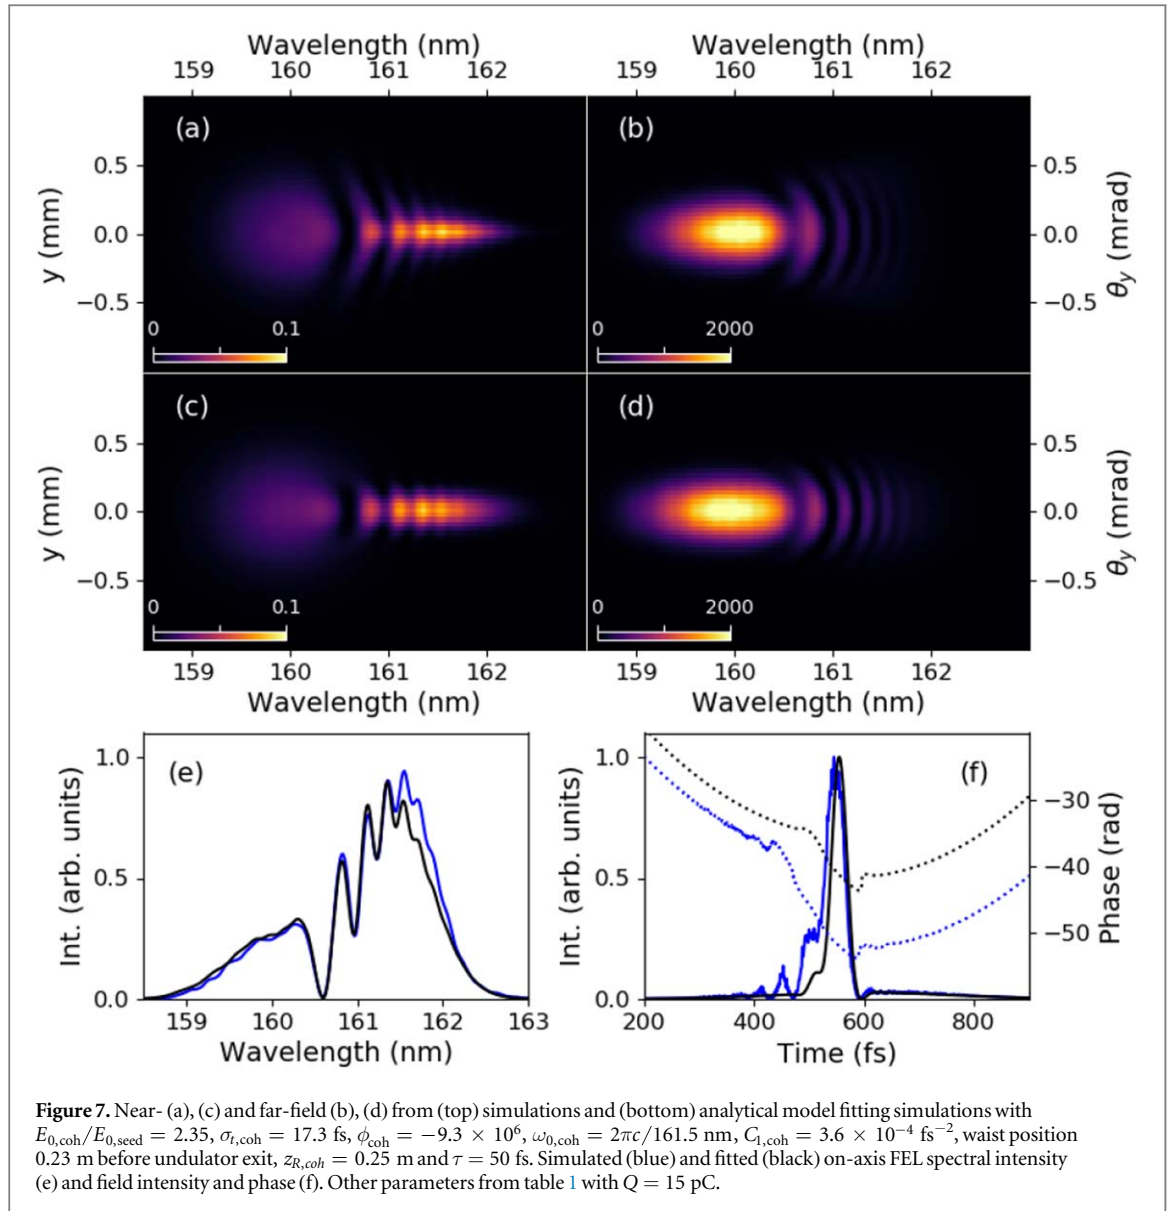 Wavelength (nm) Wavelength (nm)
159 160 161 162 159 160 161 162
(a) (b)
0.5 0.5
0.0 0.0
−0.5 −0.5
y (mm) θy (mrad)
0 0.1 0 2000
(c) (d)
0.5 0.5
0.0 0.0
−0.5 −0.5
y (mm) θy (mrad)
0 0.1 0 2000
159 160 161 162 159 160 161 162
Wavelength (nm) Wavelength (nm)
(e) (f)
1.0 1.0
0.5 0.5
0.0 0.0
−30
−40
−50
Int. (arb. units) Int. (arb. units) Phase (rad)
159 160 161 162 163 200 400 600 800
Wavelength (nm) Time (fs)
Figure 7. Near- (a), (c) and far-field (b), (d) from (top) simulations and (bottom) analytical model fitting simulations with
E0,coh/E0,seed = 2.35, σt,coh = 17.3 fs, ϕcoh = −9.3 × 10⁶, ω0,coh = 2πc/161.5 nm, C1,coh = 3.6 × 10⁻⁴ fs⁻², waist position
0.23 m before undulator exit, zR,coh = 0.25 m and τ = 50 fs. Simulated (blue) and fitted (black) on-axis FEL spectral intensity
(e) and field intensity and phase (f). Other parameters from table 1 with Q = 15 pC.